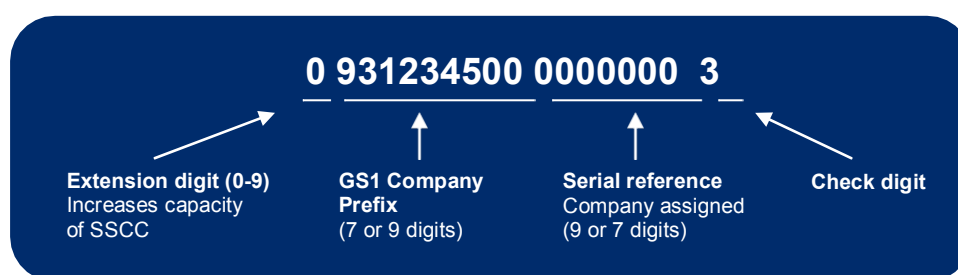 0 931234500 0000000 3
Extension digit (0-9)
Increases capacity
of SSCC
GS1 Company
Prefix
(7 or 9 digits)
Serial reference
Company assigned
(9 or 7 digits)
Check digit